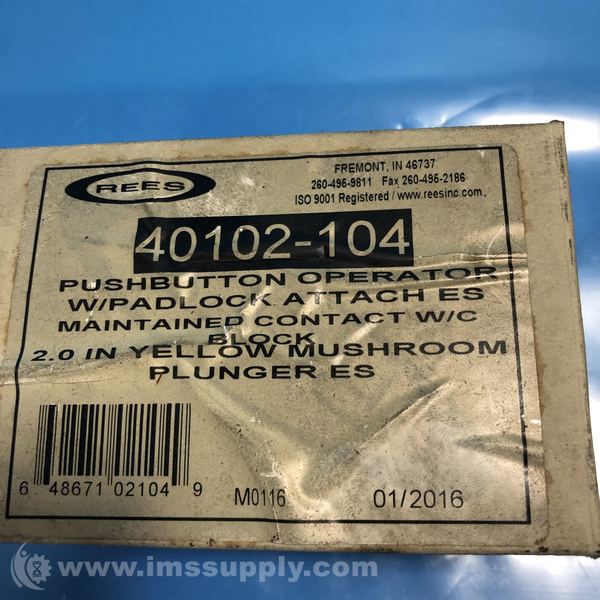 REES
FREMONT, IN 46737
260-495-9811 Fax 260-495-2186
ISO 9001 Registered / www.reesinc.com
40102-104
PUSHBUTTON OPERATOR
W/PADLOCK ATTACH ES
MAINTAINED CONTACT W/C
BLOCK
2.0 IN YELLOW MUSHROOM
PLUNGER ES
6 48671 02104 9
M0116
01/2016
www.imssupply.com